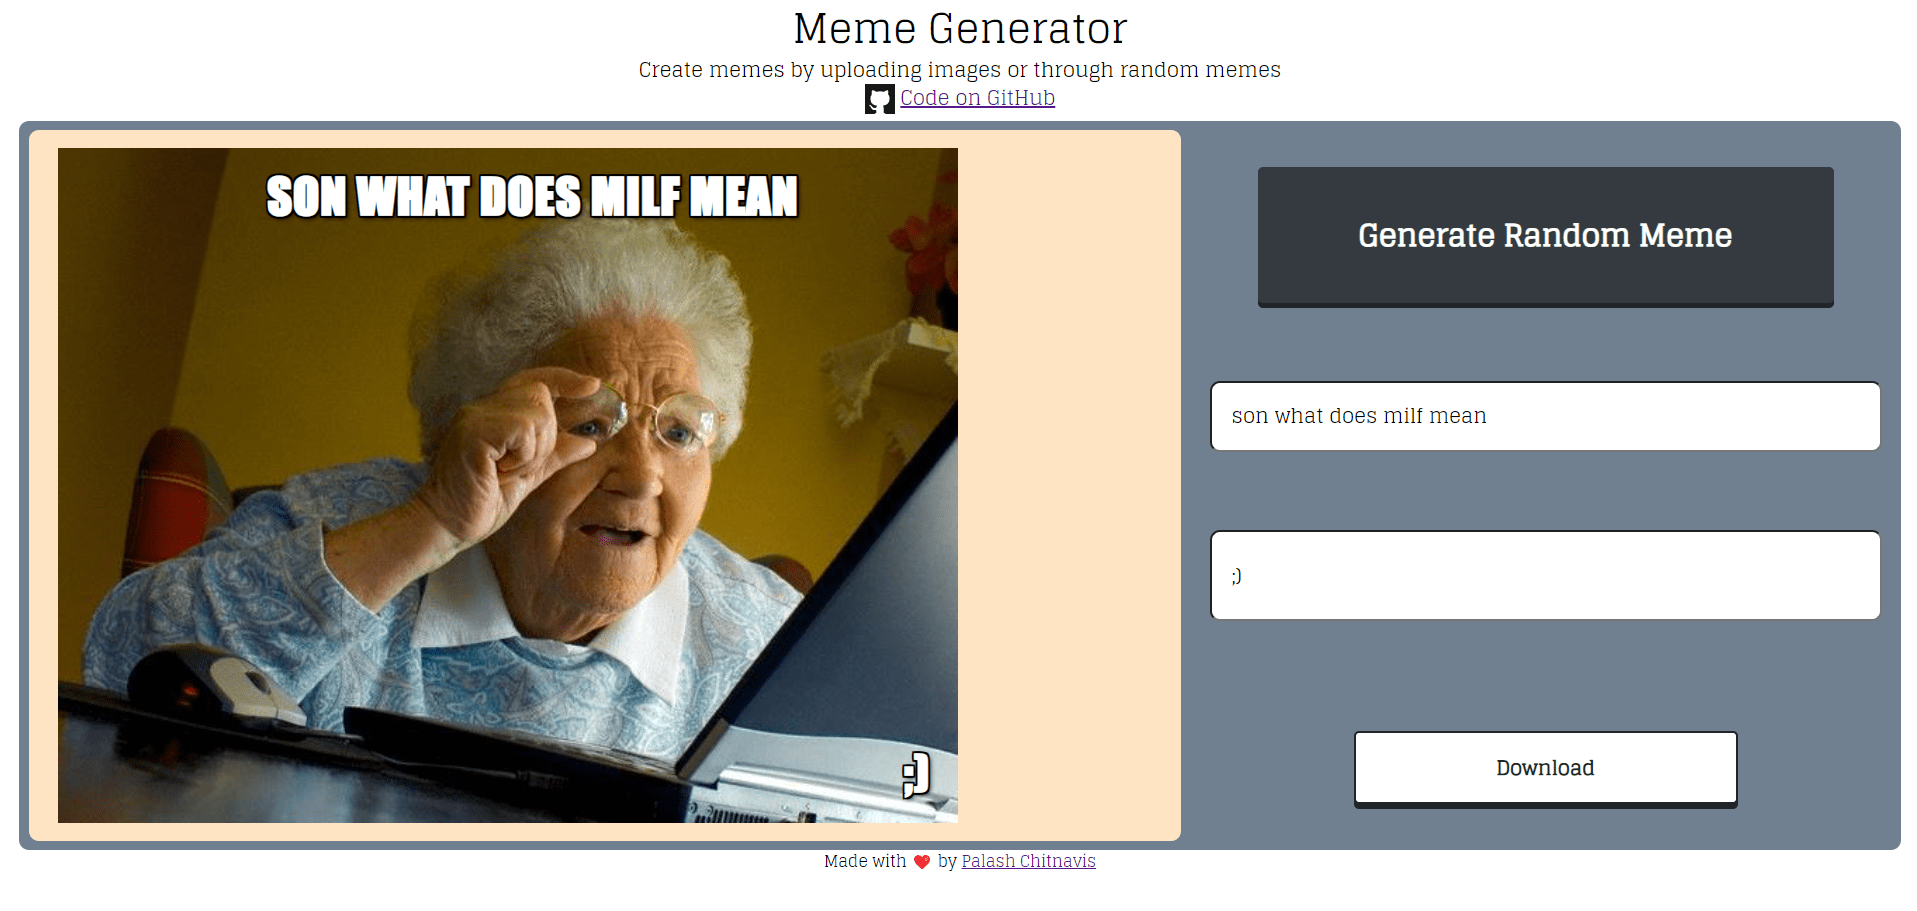 Meme Generator
Create memes by uploading images or through random memes
Code on GitHub
SON WHAT DOES MILF MEAN
;)
Generate Random Meme
son what does milf mean
;)
Download
Made with ❤ by Palash Chitnavis